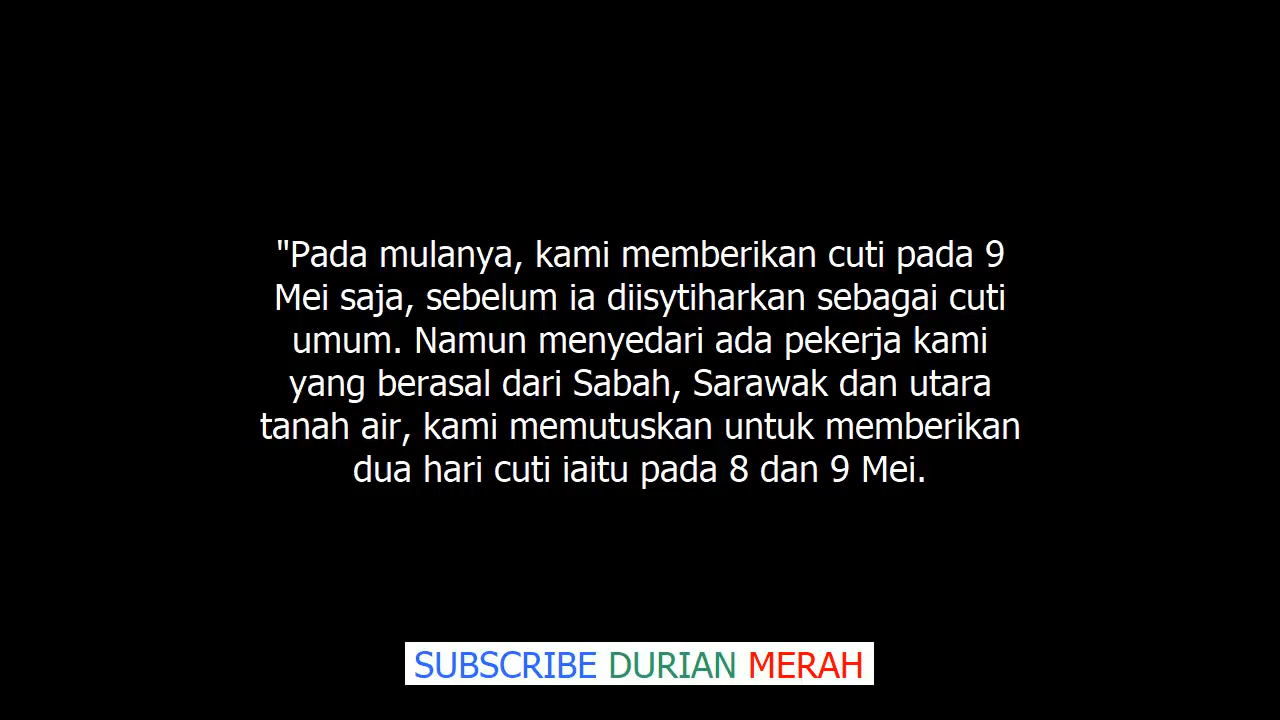 "Pada mulanya, kami memberikan cuti pada 9
Mei saja, sebelum ia diisytiharkan sebagai cuti
umum. Namun menyedari ada pekerja kami
yang berasal dari Sabah, Sarawak dan utara
tanah air, kami memutuskan untuk memberikan
dua hari cuti iaitu pada 8 dan 9 Mei.
SUBSCRIBE DURIAN MERAH